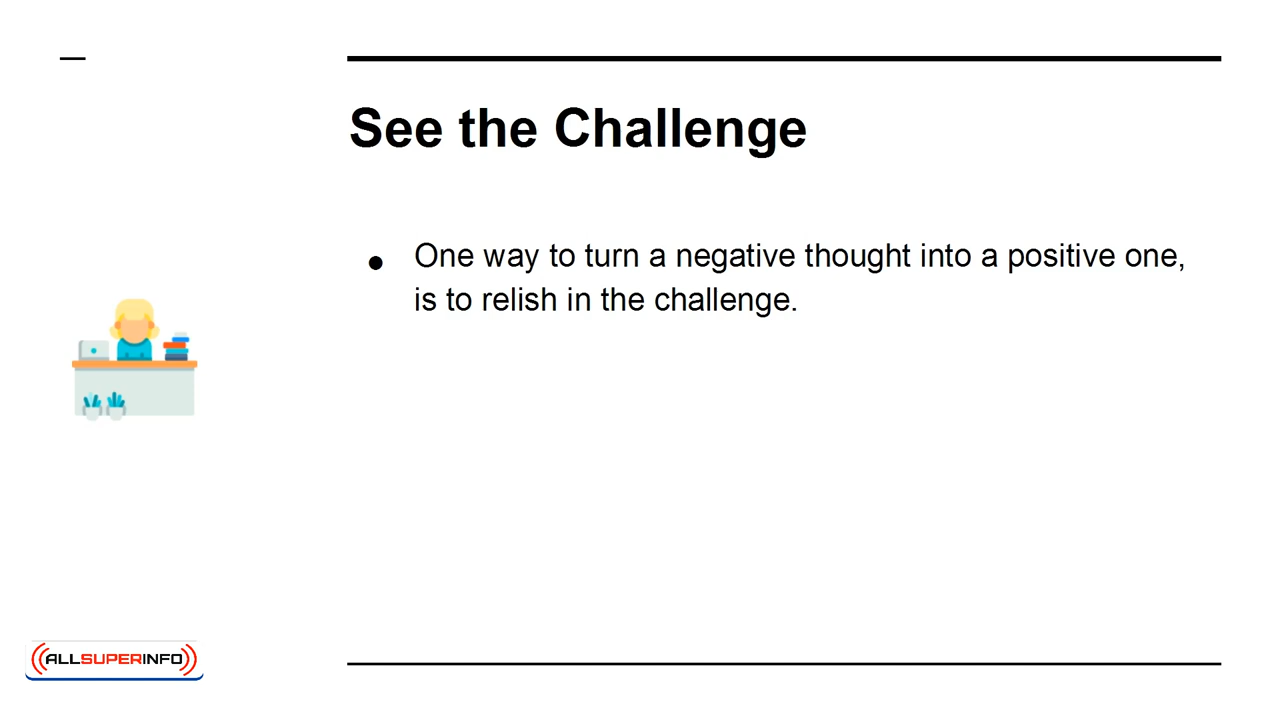 See the Challenge
● One way to turn a negative thought into a positive one,
is to relish in the challenge.
ALLSUPERINFO